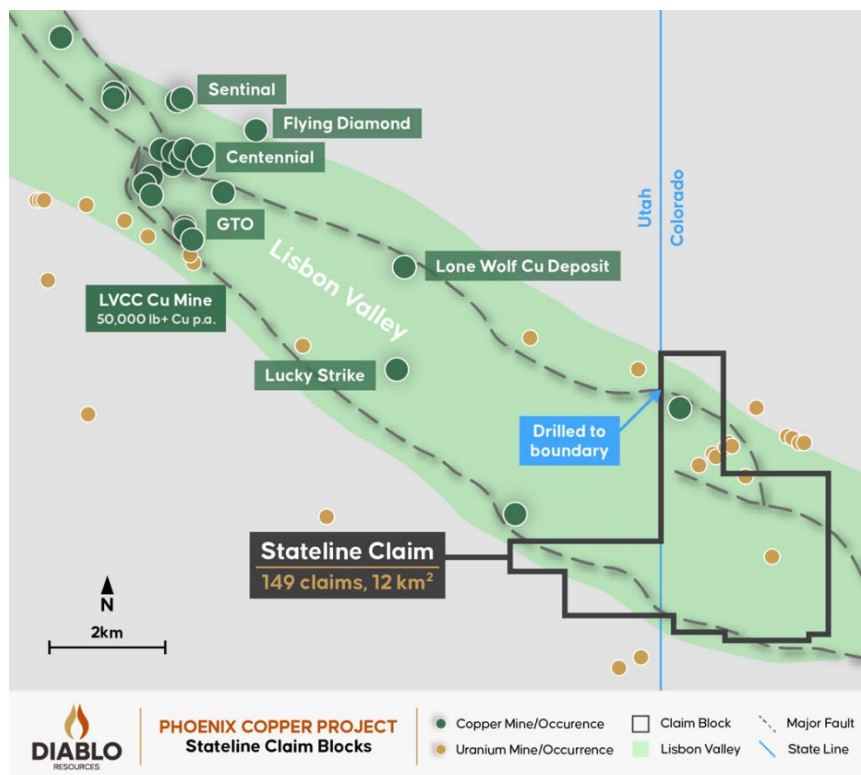 Sentinal
Flying Diamond
Centennial
GTO
Lisbon Valley
Utah
Colorado
Lone Wolf Cu Deposit
LVCC Cu Mine
50,000 lb+ Cu p.a.
Lucky Strike
Drilled to
boundary
Stateline Claim
149 claims, 12 km²
N
2km
DIABLO
RESOURCES
PHOENIX COPPER PROJECT
Stateline Claim Blocks
Copper Mine/Occurence
Uranium Mine/Occurrence
Claim Block
Lisbon Valley
Major Fault
State Line